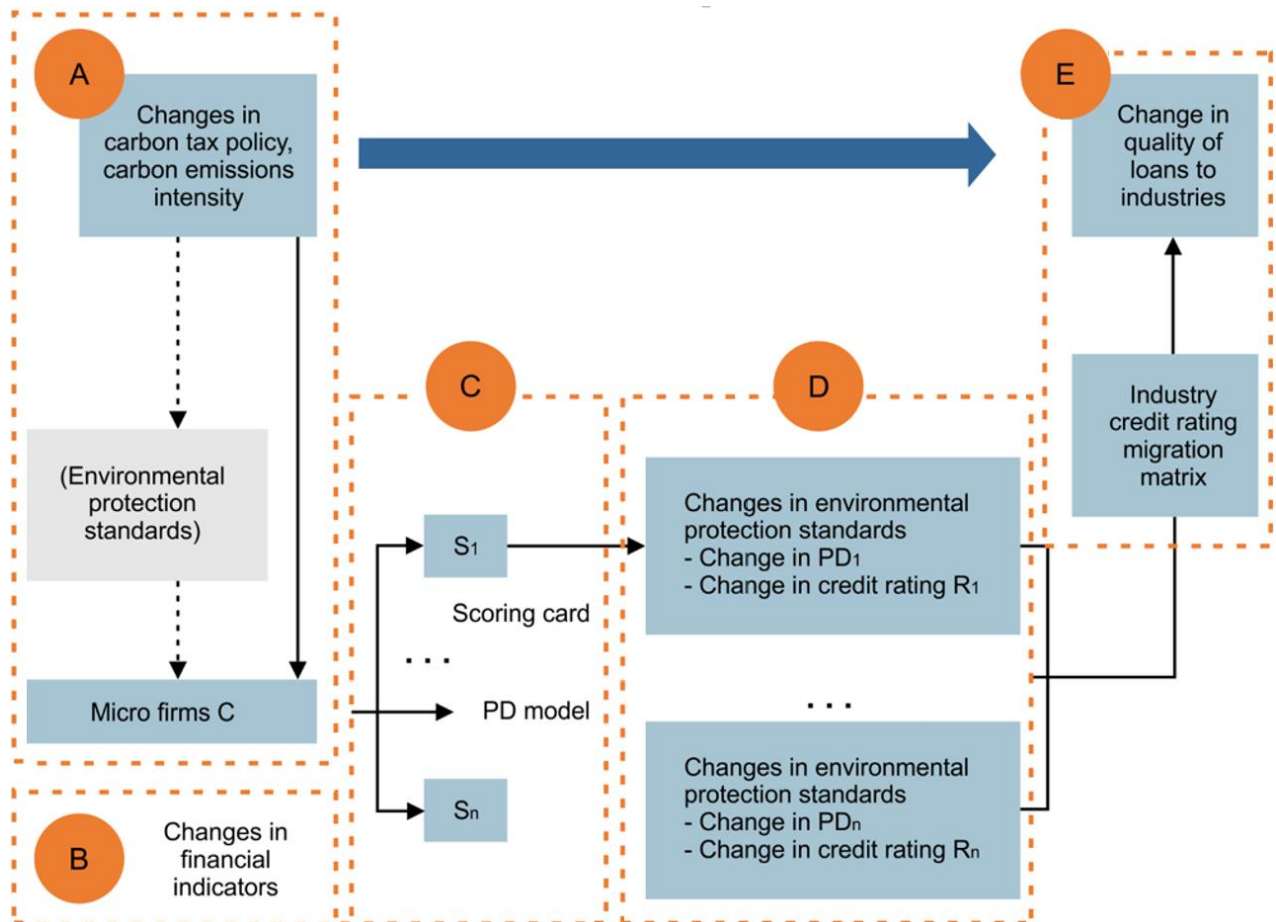 A
Changes in
carbon tax policy,
carbon emissions
intensity
(Environmental
protection
standards)
Micro firms C
B
Changes in
financial
indicators
C
S1
Scoring card
...
PD model
Sn
D
Changes in environmental
protection standards
- Change in PD1
- Change in credit rating R1
...
Changes in environmental
protection standards
- Change in PDn
- Change in credit rating Rn
E
Change in
quality of
loans to
industries
Industry
credit rating
migration
matrix